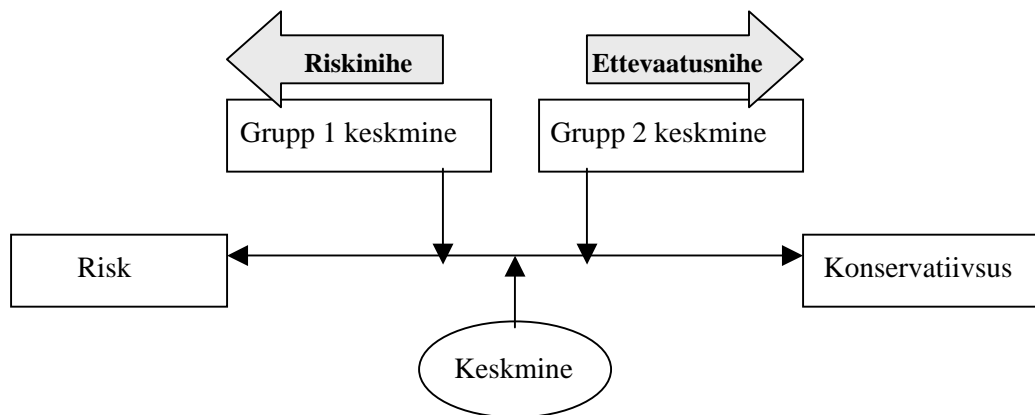 Riskinihe
Ettevaatusnihe
Grupp 1 keskmine
Grupp 2 keskmine
Risk
Konservatiivsus
Keskmine